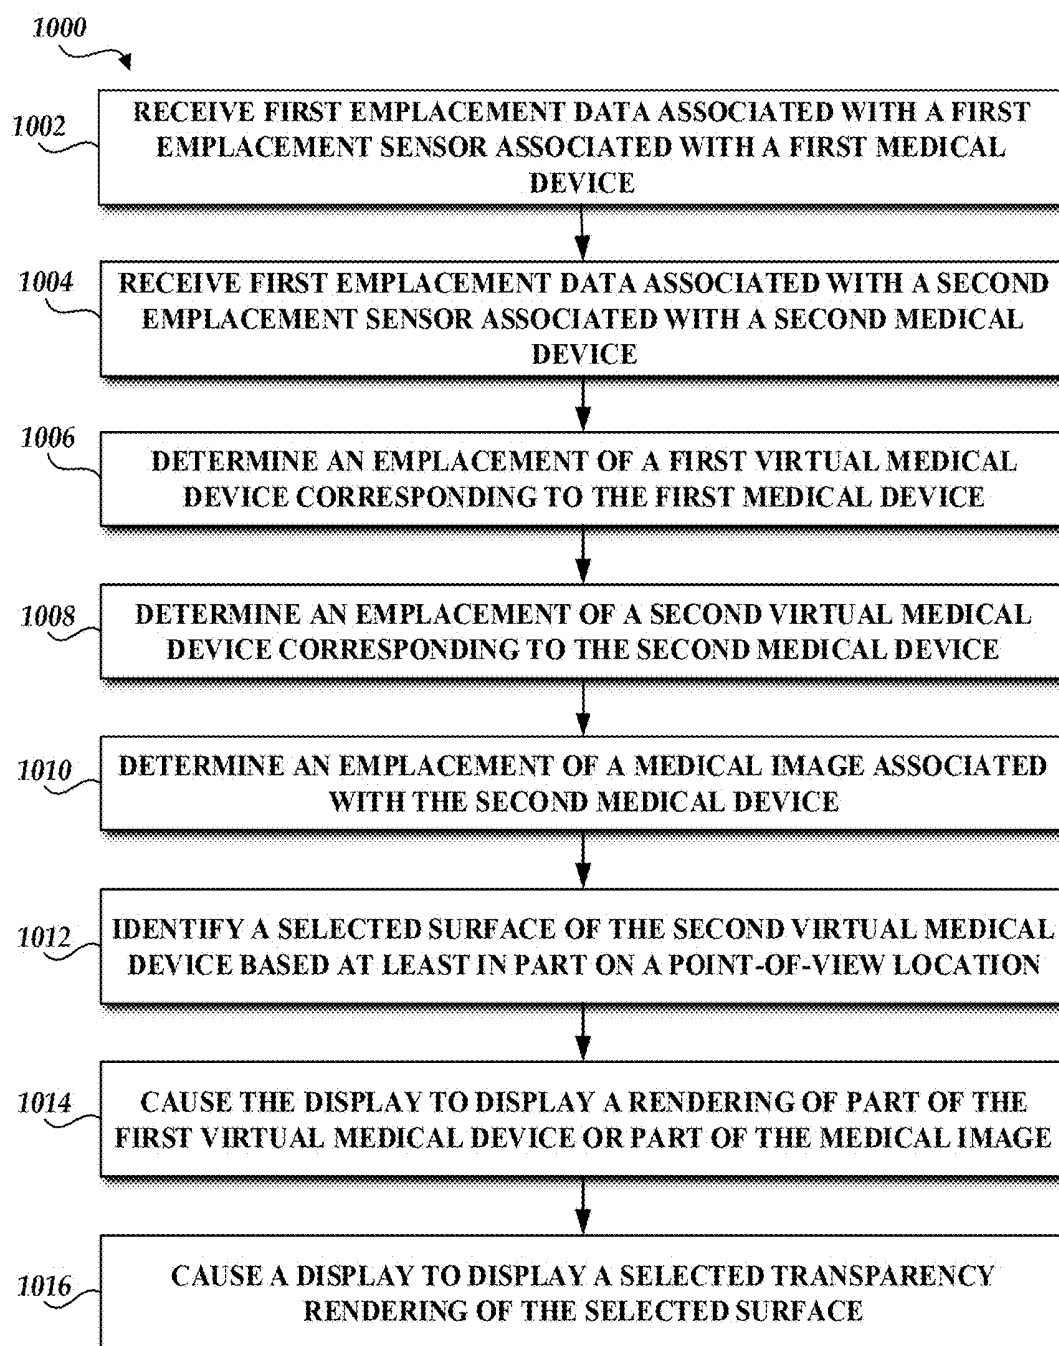 1000
1002
RECEIVE FIRST EMPLACEMENT DATA ASSOCIATED WITH A FIRST
EMPLACEMENT SENSOR ASSOCIATED WITH A FIRST MEDICAL
DEVICE
1004
RECEIVE FIRST EMPLACEMENT DATA ASSOCIATED WITH A SECOND
EMPLACEMENT SENSOR ASSOCIATED WITH A SECOND MEDICAL
DEVICE
1006
DETERMINE AN EMPLACEMENT OF A FIRST VIRTUAL MEDICAL
DEVICE CORRESPONDING TO THE FIRST MEDICAL DEVICE
1008
DETERMINE AN EMPLACEMENT OF A SECOND VIRTUAL MEDICAL
DEVICE CORRESPONDING TO THE SECOND MEDICAL DEVICE
1010
DETERMINE AN EMPLACEMENT OF A MEDICAL IMAGE ASSOCIATED
WITH THE SECOND MEDICAL DEVICE
1012
IDENTIFY A SELECTED SURFACE OF THE SECOND VIRTUAL MEDICAL
DEVICE BASED AT LEAST IN PART ON A POINT-OF-VIEW LOCATION
1014
CAUSE THE DISPLAY TO DISPLAY A RENDERING OF PART OF THE
FIRST VIRTUAL MEDICAL DEVICE OR PART OF THE MEDICAL IMAGE
1016
CAUSE A DISPLAY TO DISPLAY A SELECTED TRANSPARENCY
RENDERING OF THE SELECTED SURFACE